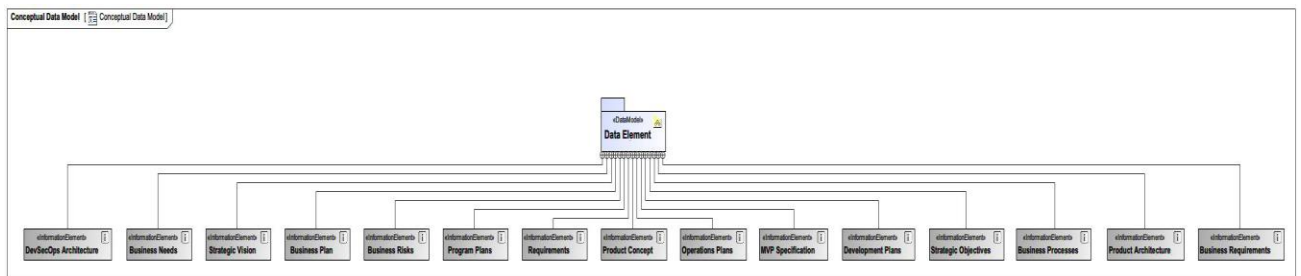 Conceptual Data Model [ Conceptual Data Model ]
«DataModel»
Data Element
«InformationElement»
DevSecOps Architecture
«InformationElement»
Business Needs
«InformationElement»
Strategic Vision
«InformationElement»
Business Plan
«InformationElement»
Business Risks
«InformationElement»
Program Plans
«InformationElement»
Requirements
«InformationElement»
Product Concept
«InformationElement»
Operations Plans
«InformationElement»
MVP Specification
«InformationElement»
Development Plans
«InformationElement»
Strategic Objectives
«InformationElement»
Business Processes
«InformationElement»
Product Architecture
«InformationElement»
Business Requirements